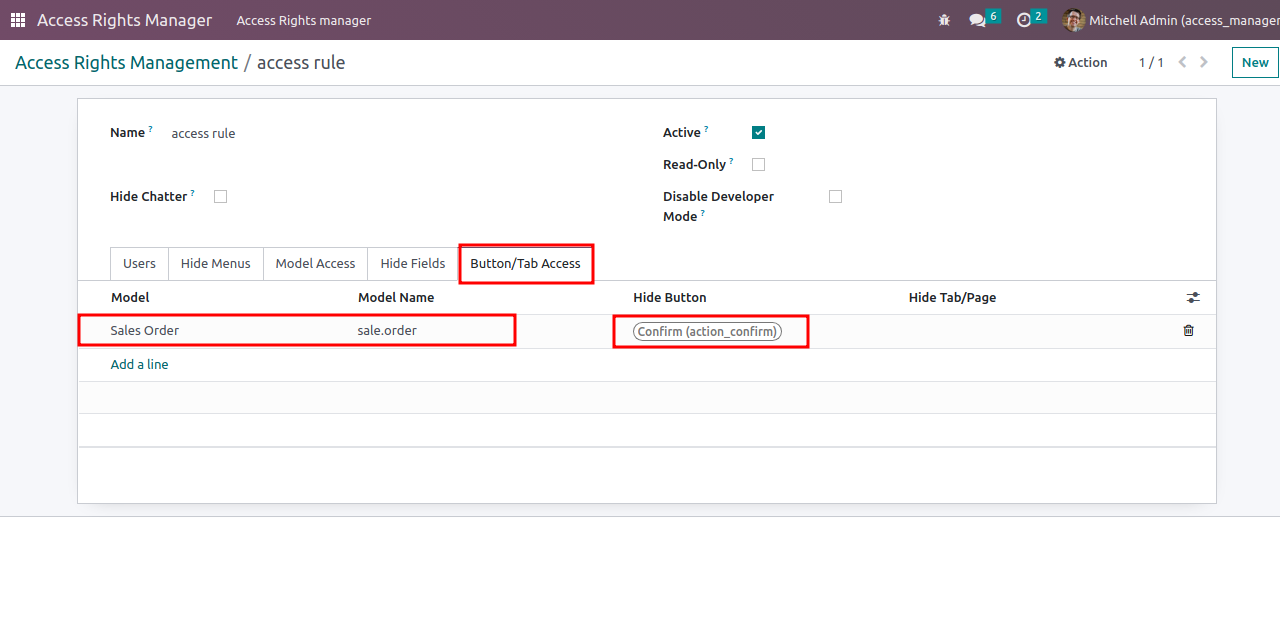 Access Rights Manager Access Rights manager 6 2 Mitchell Admin (access_manager
Access Rights Management / access rule Action 1 / 1 New
Name ? access rule Active ?
Read-Only ?
Hide Chatter ? Disable Developer
Mode ?
Users Hide Menus Model Access Hide Fields Button/Tab Access
Model Model Name Hide Button Hide Tab/Page
Sales Order sale.order Confirm (action_confirm)
Add a line